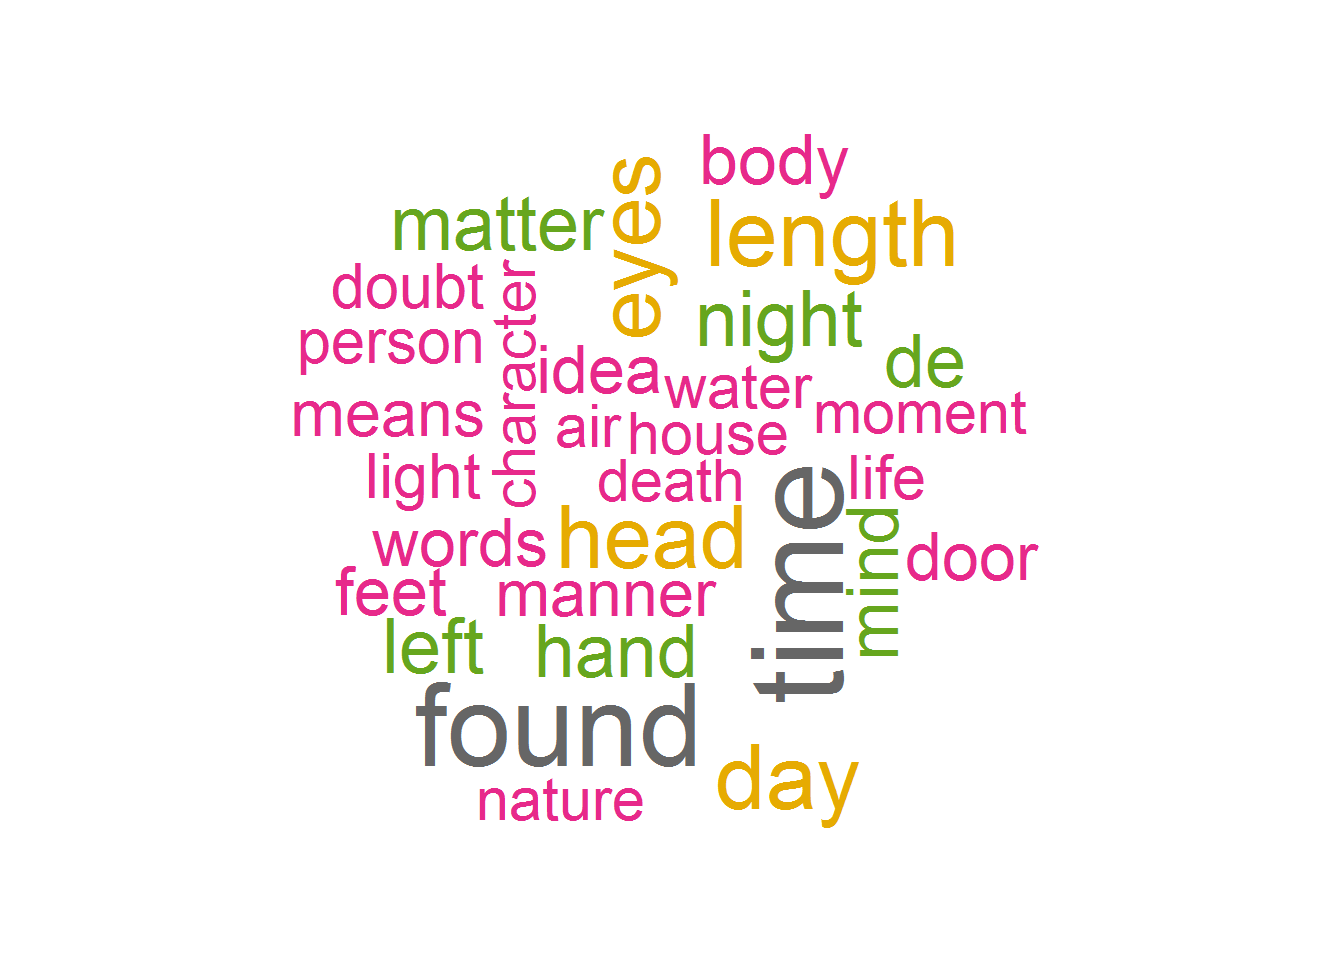 body
matter
eyes
length
doubt
character
night
person
idea
de
water
means
air
house
moment
light
death
life
time
words
head
mind
door
feet
manner
left
hand
found
day
nature